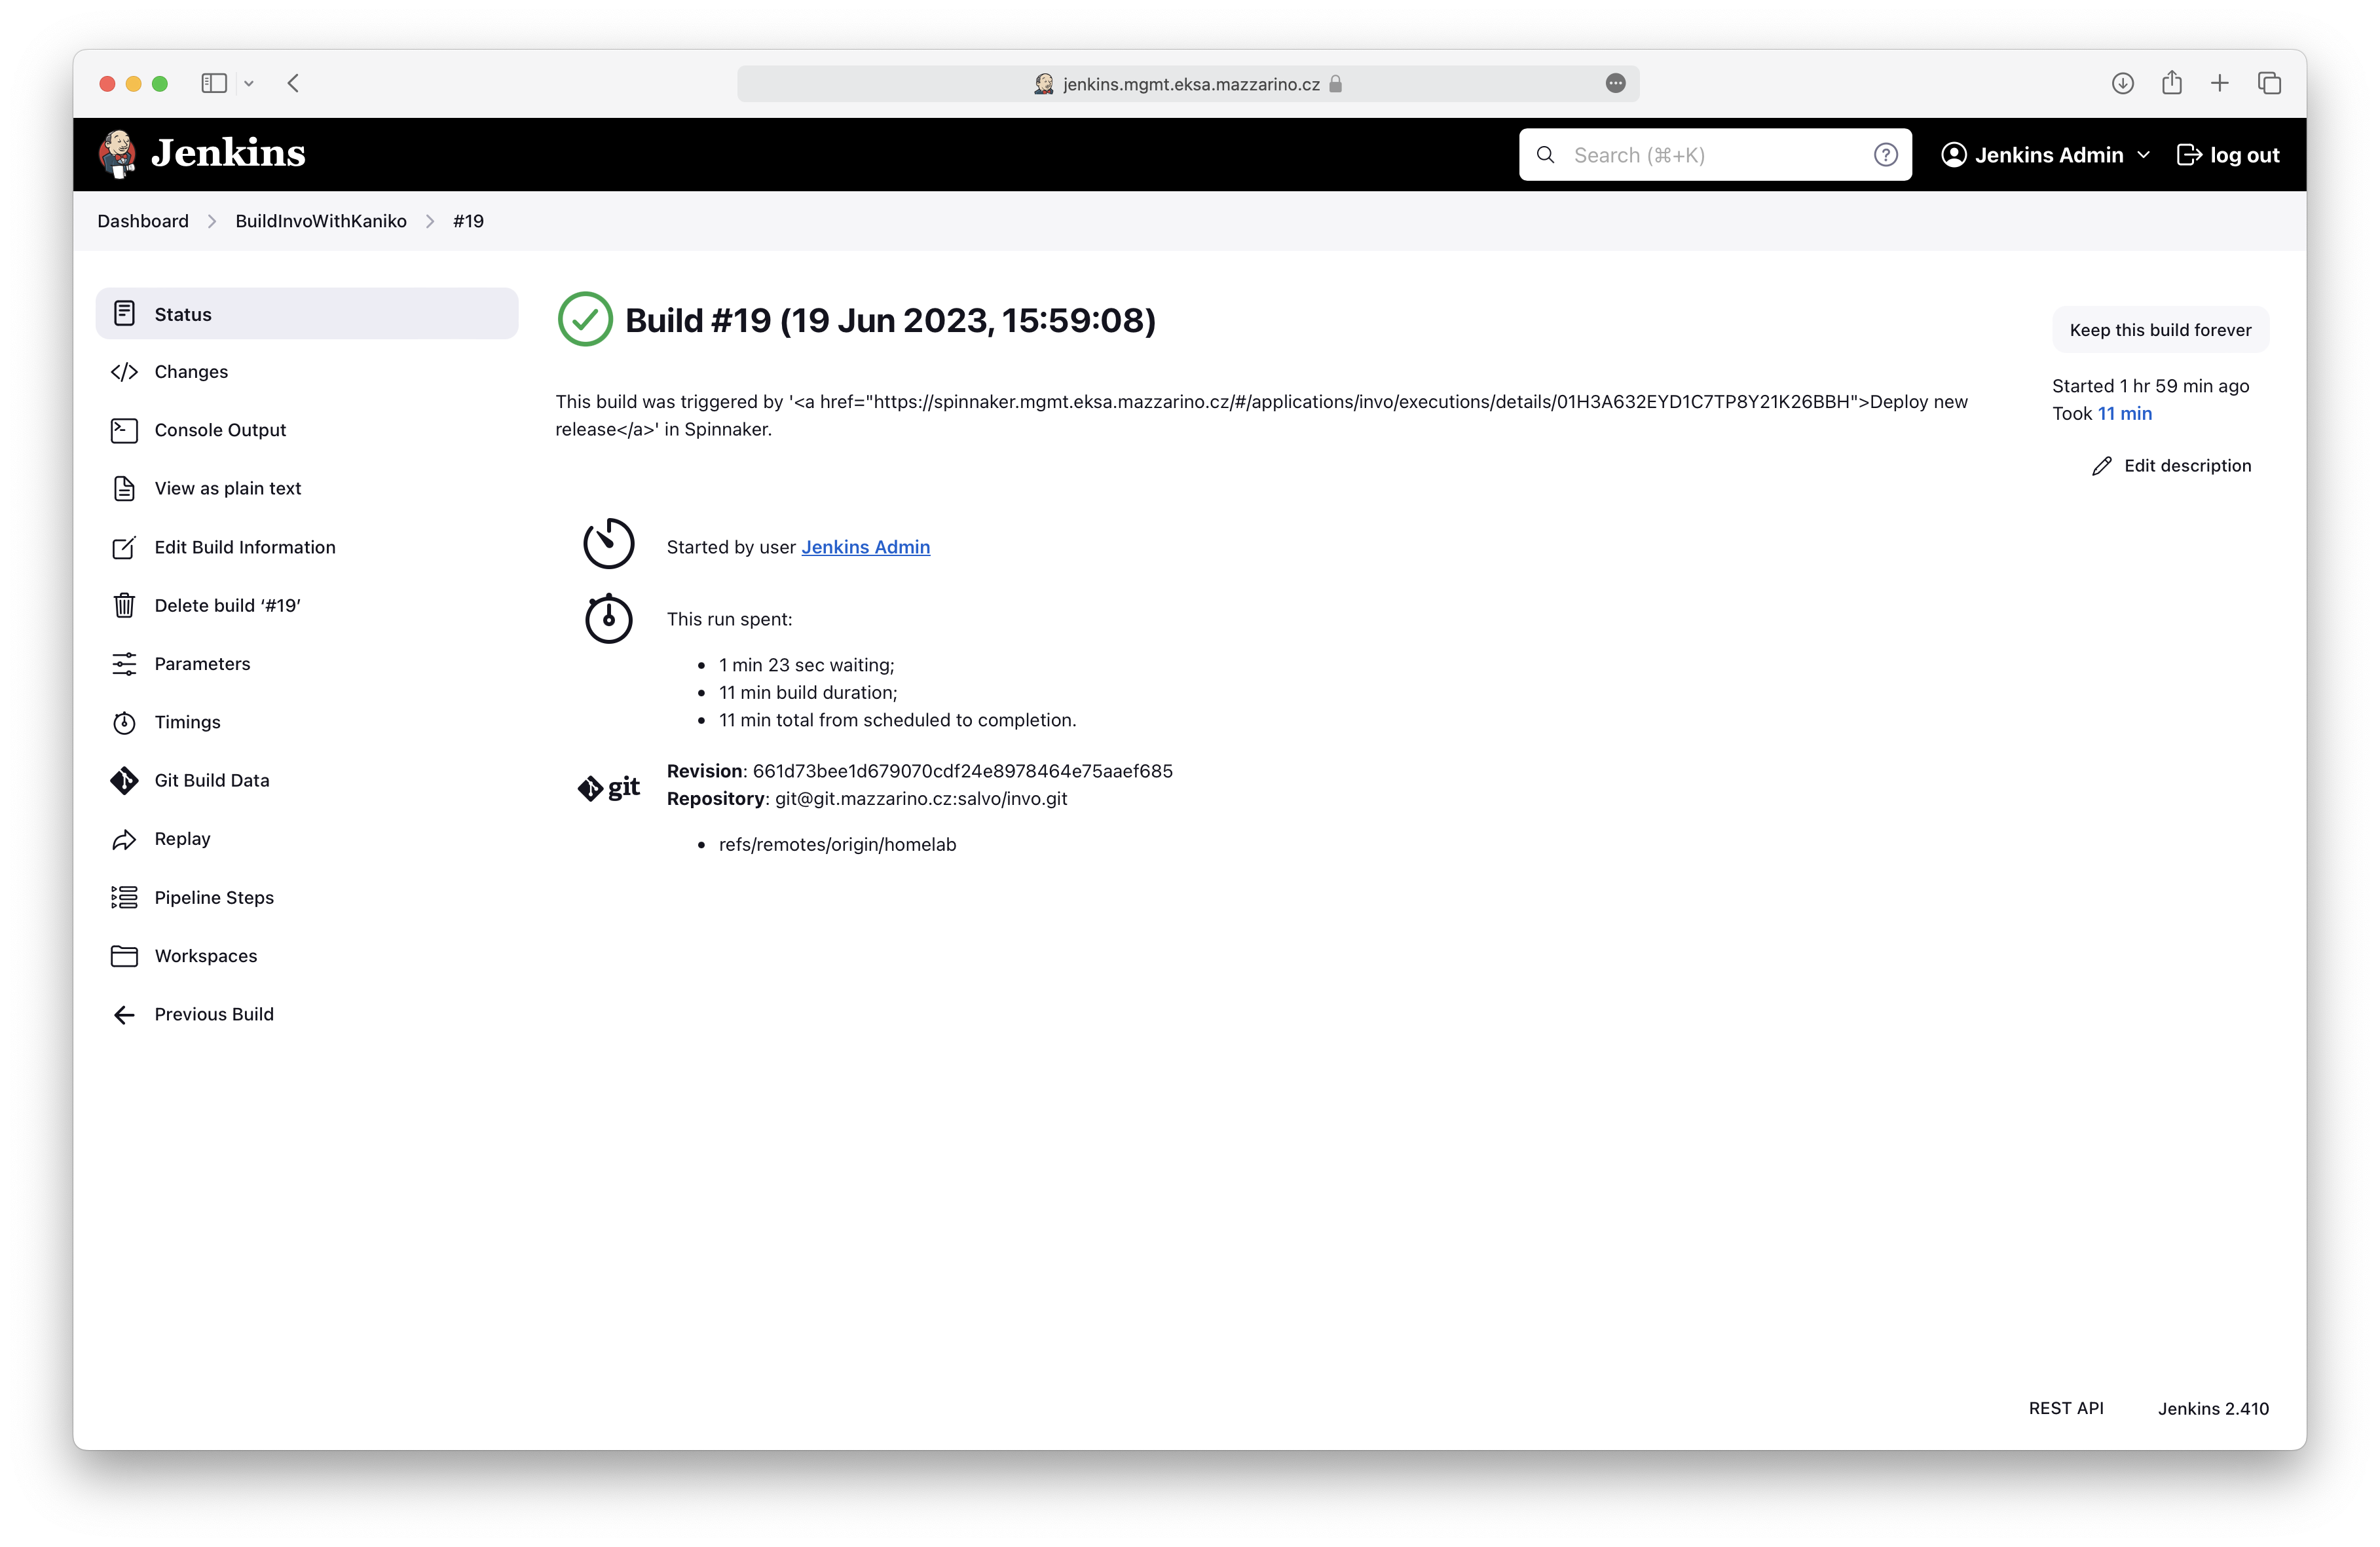 jenkins.mgmt.eksa.mazzarino.cz
Jenkins
Search (⌘+K)
Jenkins Admin
log out
Dashboard
BuildInvoWithKaniko
#19
Status
Changes
Console Output
View as plain text
Edit Build Information
Delete build ‘#19’
Parameters
Timings
Git Build Data
Replay
Pipeline Steps
Workspaces
Previous Build
Build #19 (19 Jun 2023, 15:59:08)
This build was triggered by '<a href="https://spinnaker.mgmt.eksa.mazzarino.cz/#/applications/invo/executions/details/01H3A632EYD1C7TP8Y21K26BBH">Deploy new
release</a>' in Spinnaker.
Keep this build forever
Started 1 hr 59 min ago
Took 11 min
Edit description
Started by user Jenkins Admin
This run spent:
• 1 min 23 sec waiting;
• 11 min build duration;
• 11 min total from scheduled to completion.
git
Revision: 661d73bee1d679070cdf24e8978464e75aaef685
Repository: git@git.mazzarino.cz:salvo/invo.git
• refs/remotes/origin/homelab
REST API
Jenkins 2.410